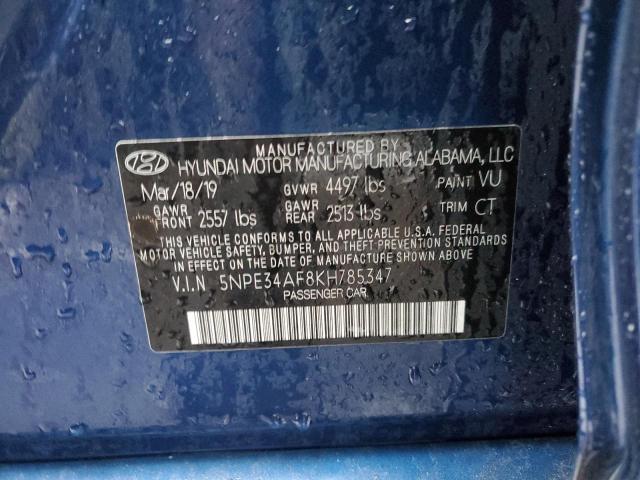 MANUFACTURED BY
HYUNDAI MOTOR MANUFACTURING ALABAMA, LLC
Mar/18/19 GVWR 4497 lbs PAINT VU
GAWR FRONT 2557 lbs GAWR REAR 2513 lbs TRIM CT
THIS VEHICLE CONFORMS TO ALL APPLICABLE U.S.A. FEDERAL
MOTOR VEHICLE SAFETY, BUMPER, AND THEFT PREVENTION
STANDARDS IN EFFECT ON THE DATE OF MANUFACTURE SHOWN ABOVE
V.I.N 5NPE34AF8KH785347
PASSENGER CAR